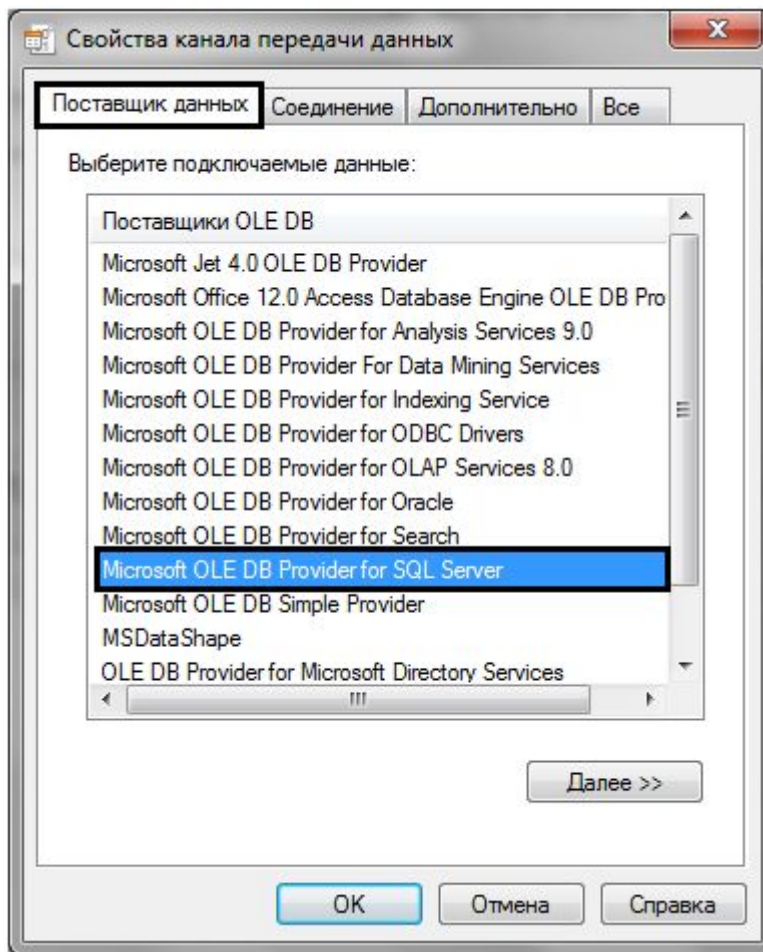 Свойства канала передачи данных
Поставщик данных
Соединение
Дополнительно
Все
Выберите подключаемые данные:
Поставщики OLE DB
Microsoft Jet 4.0 OLE DB Provider
Microsoft Office 12.0 Access Database Engine OLE DB Pro
Microsoft OLE DB Provider for Analysis Services 9.0
Microsoft OLE DB Provider For Data Mining Services
Microsoft OLE DB Provider for Indexing Service
Microsoft OLE DB Provider for ODBC Drivers
Microsoft OLE DB Provider for OLAP Services 8.0
Microsoft OLE DB Provider for Oracle
Microsoft OLE DB Provider for Search
Microsoft OLE DB Provider for SQL Server
Microsoft OLE DB Simple Provider
MSDataShape
OLE DB Provider for Microsoft Directory Services
Далее >>
OK
Отмена
Справка